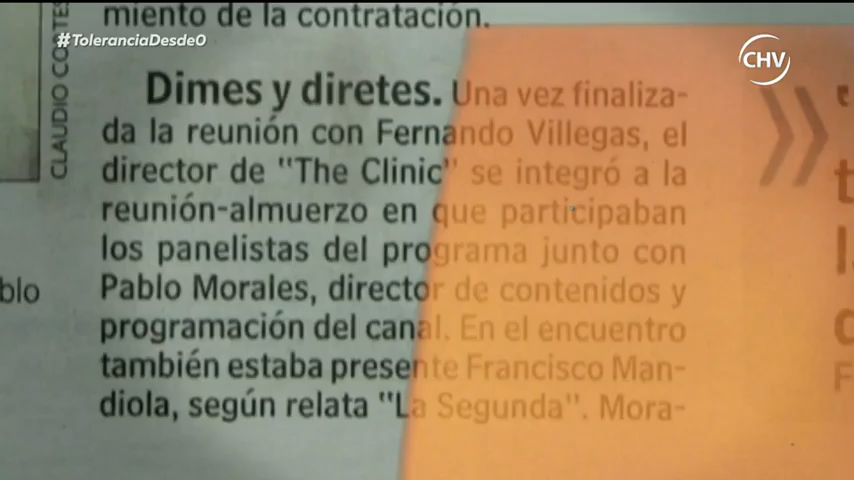 miento de la contratación.
#ToleranciaDesde0
CHV
CLAUDIO CORTES
Dimes y diretes. Una vez finaliza-
da la reunión con Fernando Villegas, el
director de "The Clinic" se integró a la
reunión-almuerzo en que participaban
los panelistas del programa junto con
Pablo Morales, director de contenidos y
programación del canal. En el encuentro
también estaba presente Francisco Man-
diola, según relata "La Segunda". Mora-
blo